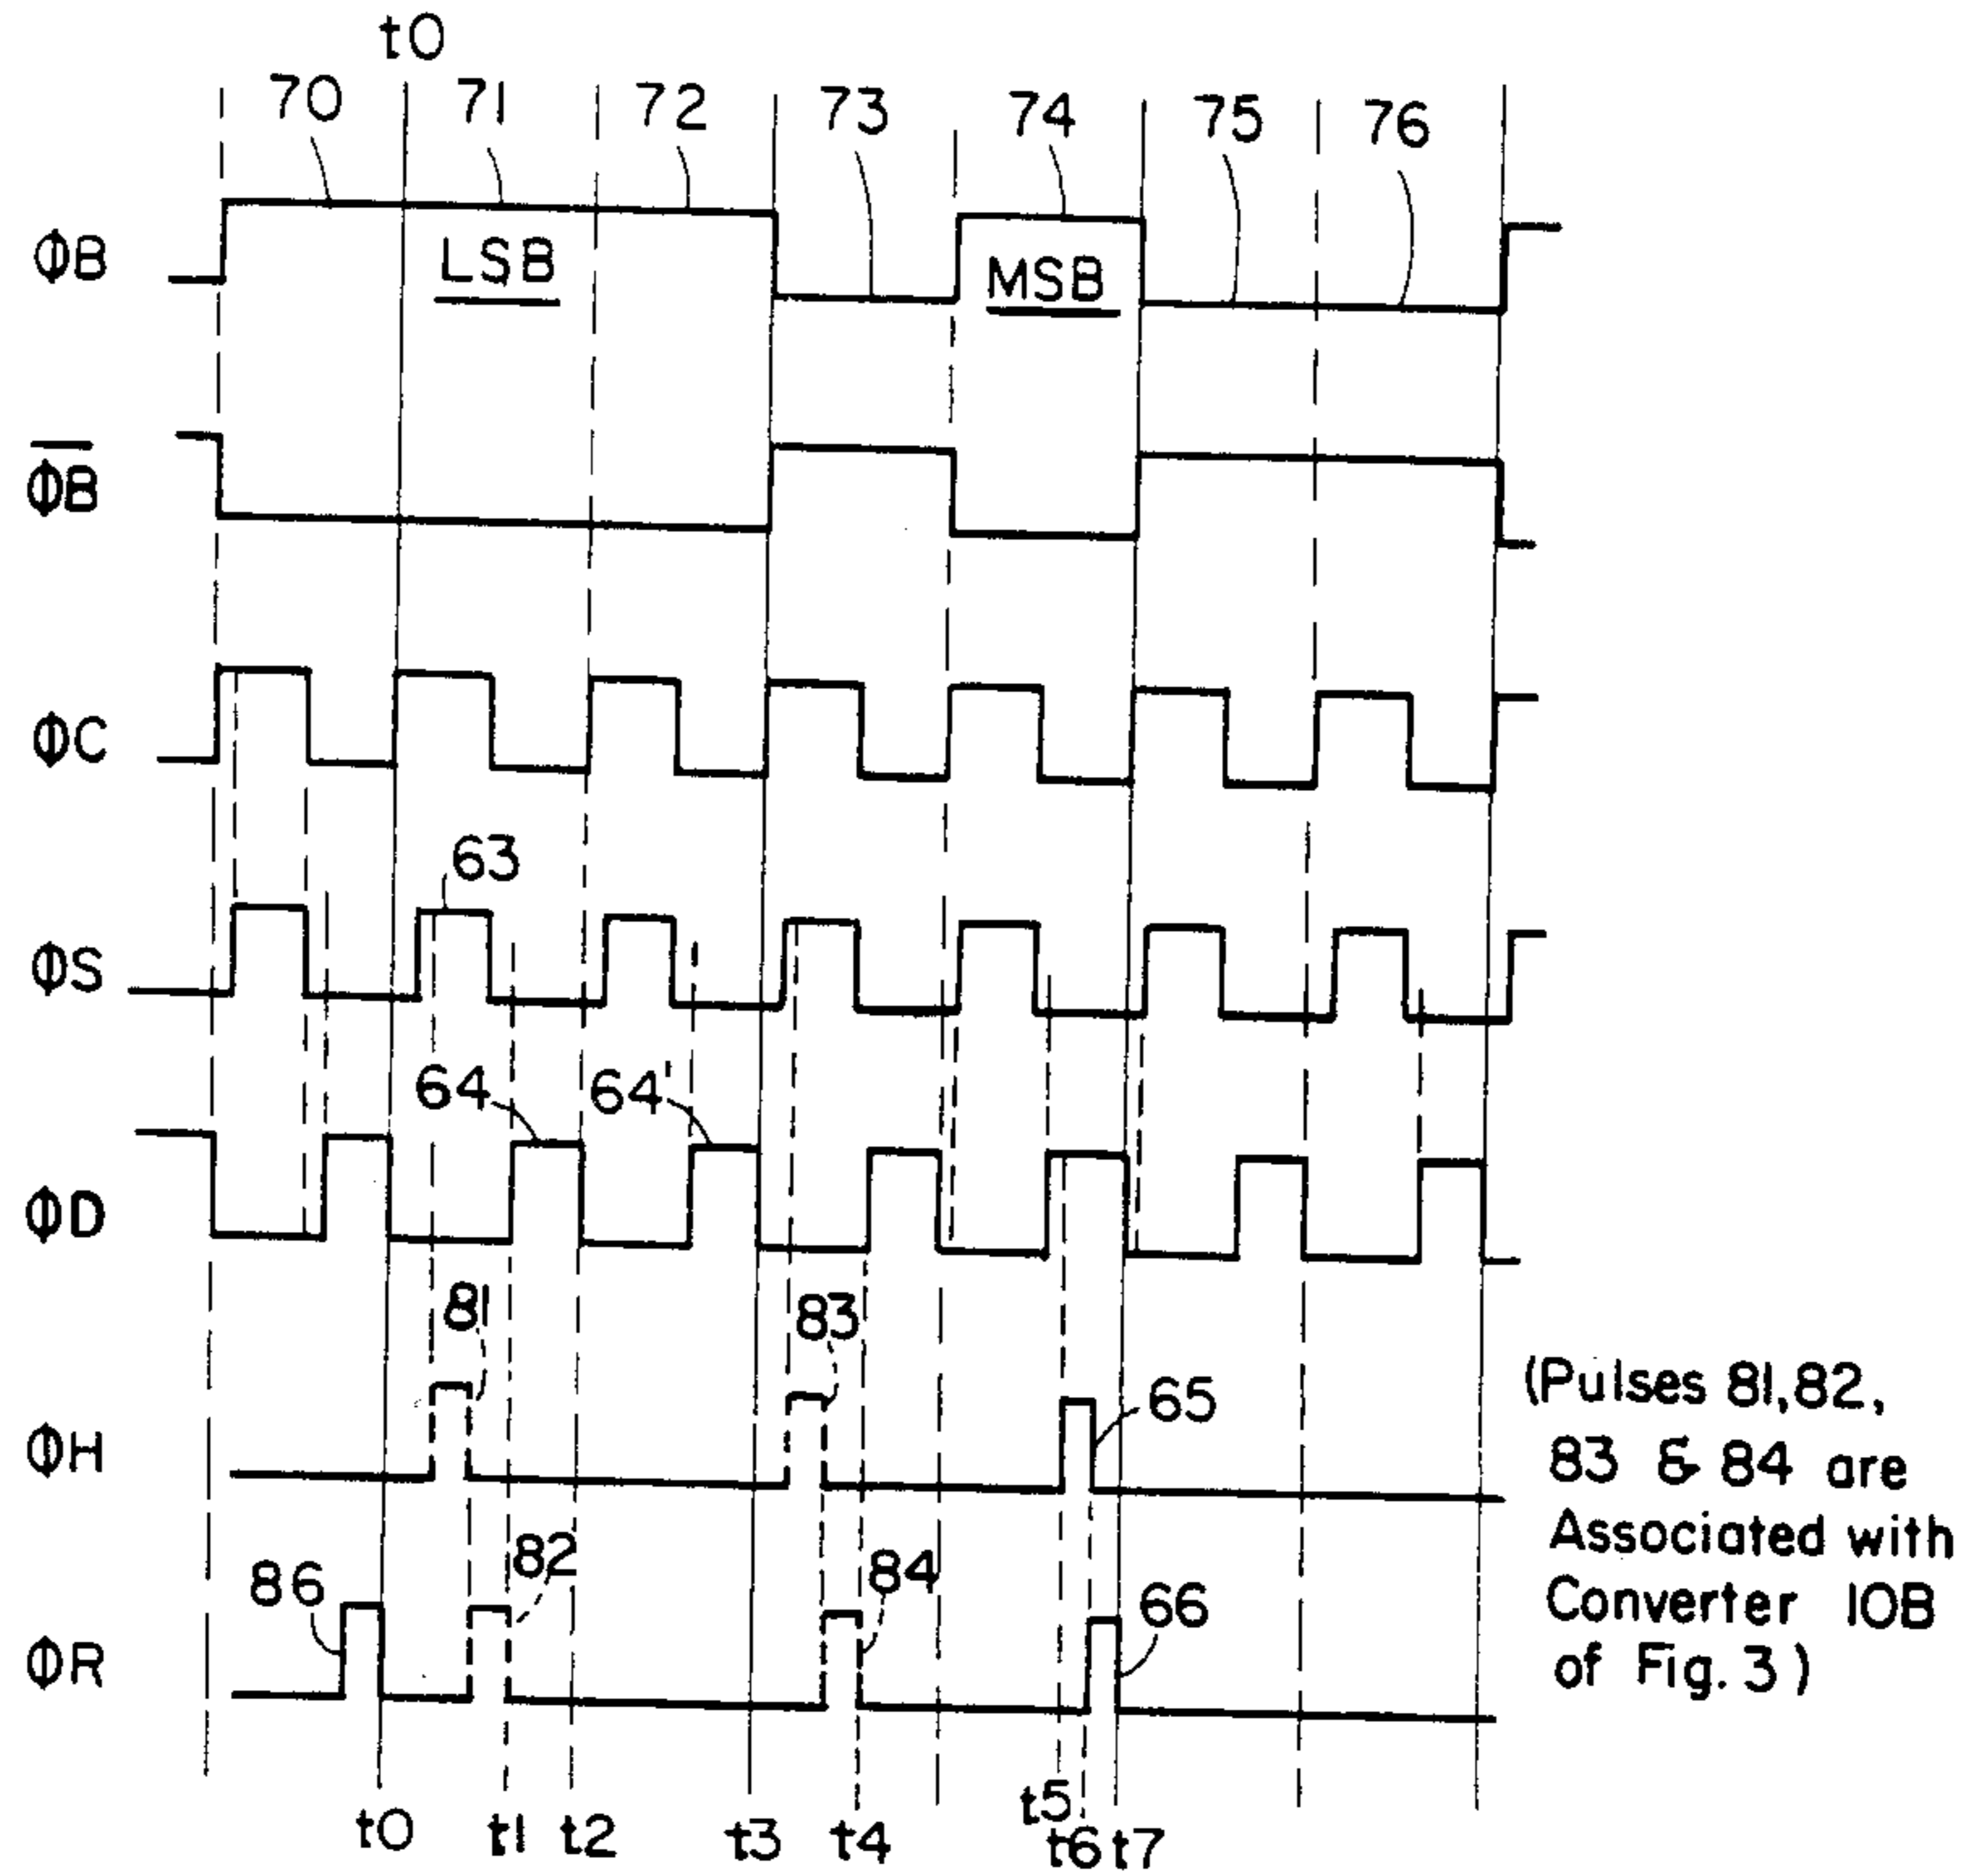 t0
70 71 72 73 74 75 76
ΦB LSB MSB
Φ̅B̅
ΦC
63
ΦS
64 64'
ΦD
81 83
65
ΦH
(Pulses 81,82,
83 & 84 are
Associated with
Converter 10B
of Fig. 3)
86 82 84 66
ΦR
t0 t1 t2 t3 t4 t5 t6 t7